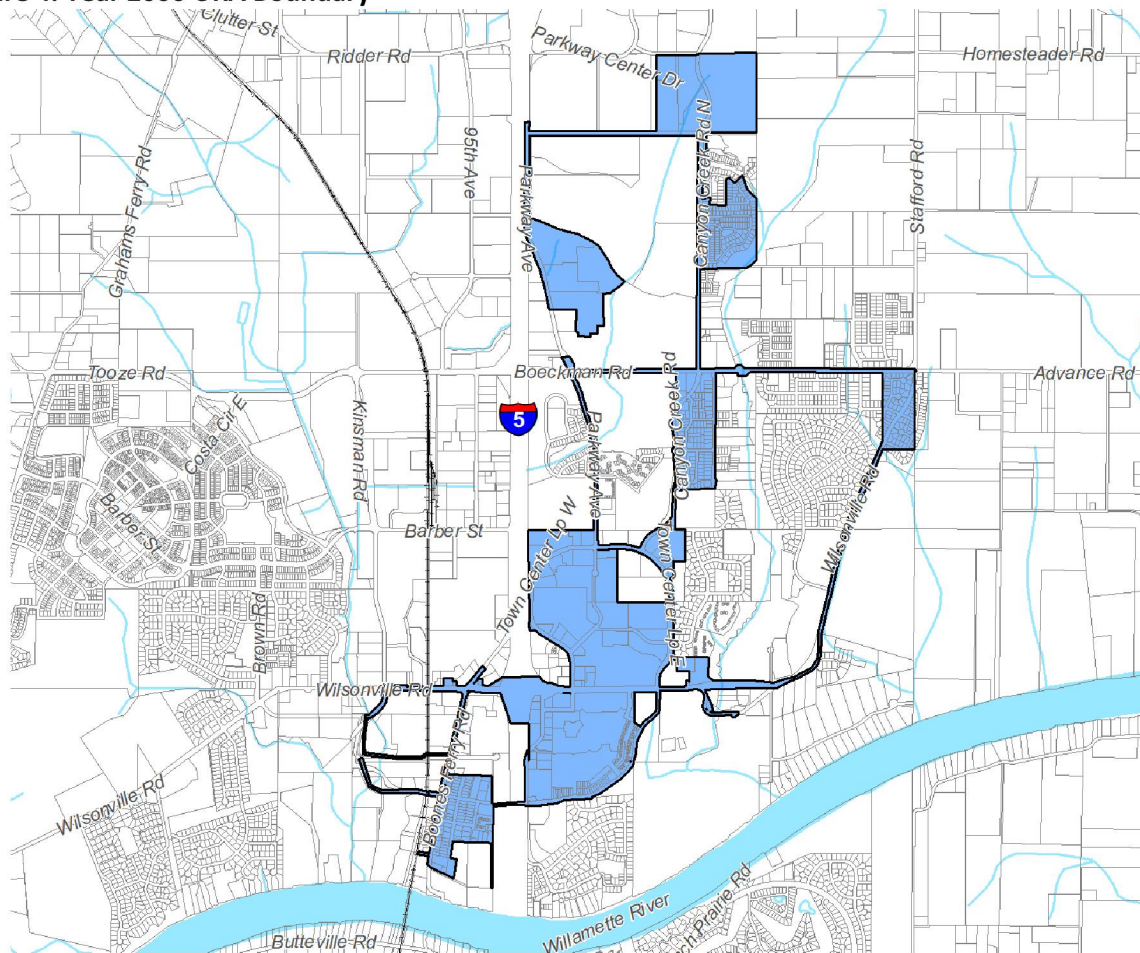 Clutter St
Ridder Rd
Parkway Center Dr
Homesteader Rd
Grahams Ferry Rd
95th Ave
Parkway Ave
Canyon Creek Rd N
Stafford Rd
Tooze Rd
Boeckman Rd
Advance Rd
5
Costa Cir E
Kinsman Rd
Parkway Ave
Canyon Creek Rd
Barber St
Barber St
Town Center Lp W
Town Center Lp E
Wilsonville Rd
Brown Rd
Wilsonville Rd
Boones Ferry Rd
Wilsonville Rd
Willamette River
Prairie Rd
Butteville Rd